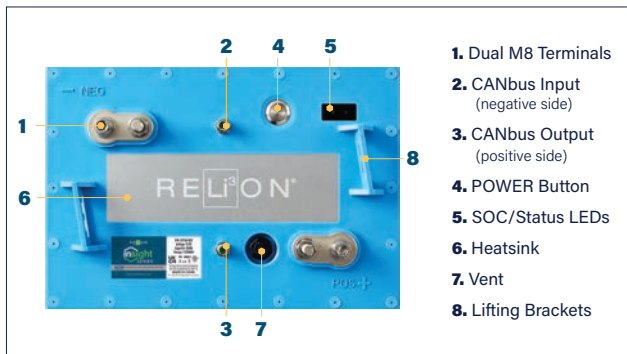 2
4
5
1. Dual M8 Terminals
2. CANbus Input
(negative side)
3. CANbus Output
(positive side)
4. POWER Button
5. SOC/Status LEDs
6. Heatsink
7. Vent
8. Lifting Brackets
— NEG
1
8
6
RELi³ON®
insight
POS +
3
7